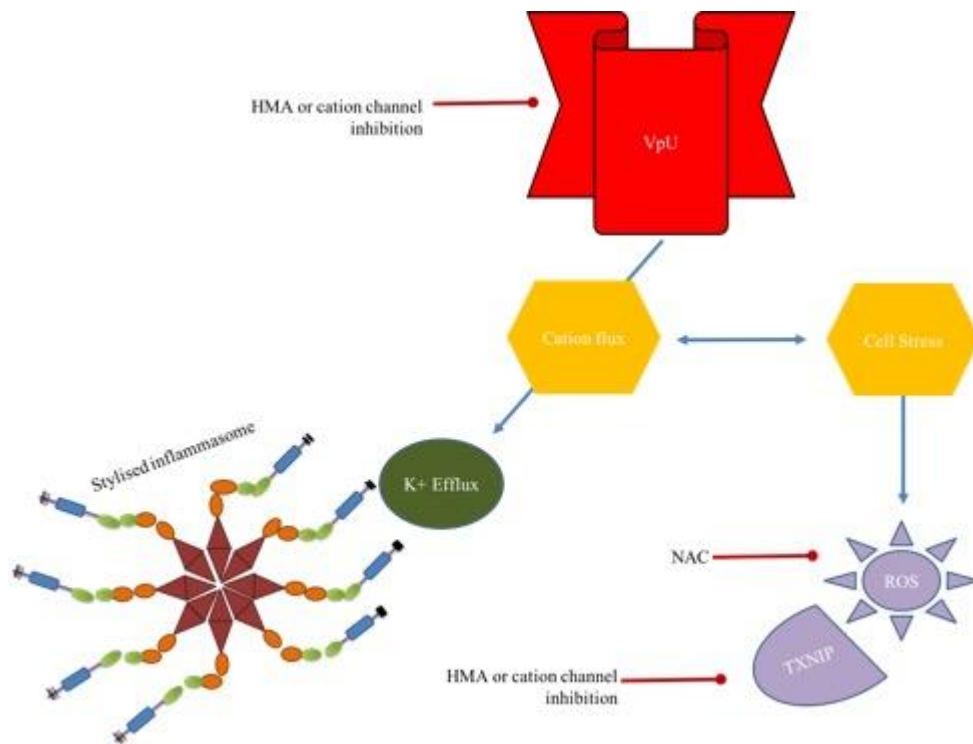 HMA or cation channel
inhibition
VpU
Cation flux
Cell Stress
Stylised inflammasome
K+ Efflux
NAC
ROS
TXNIP
HMA or cation channel
inhibition